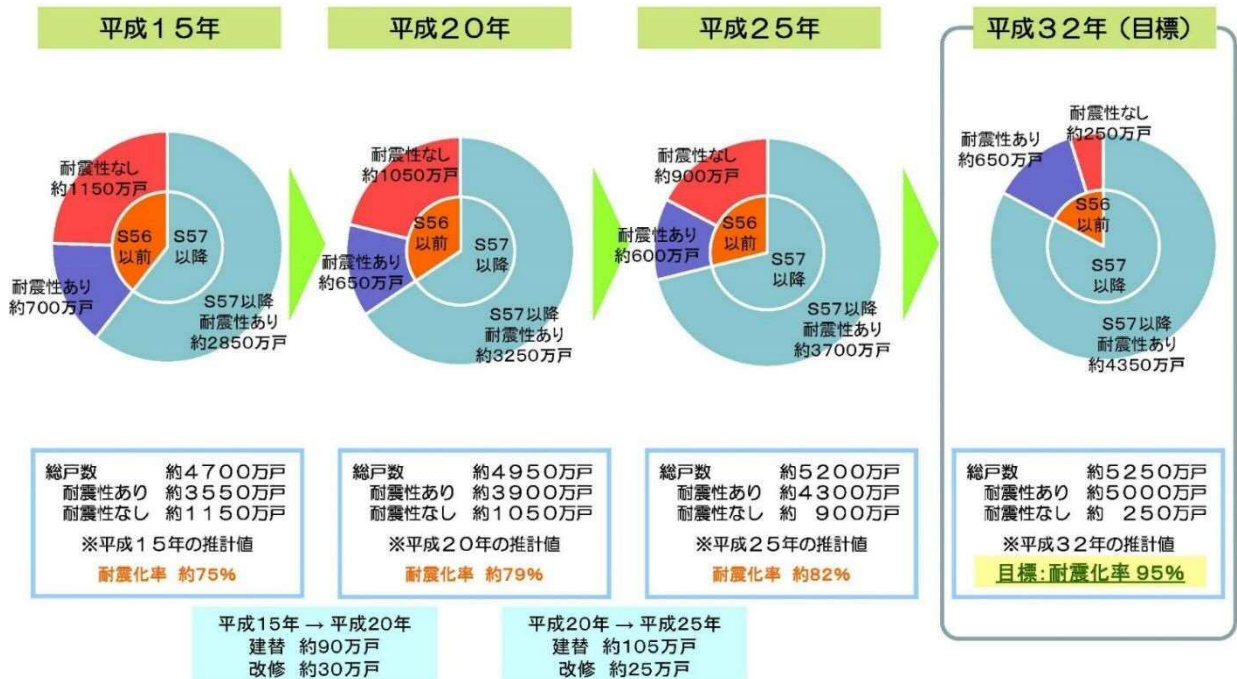 平成15年
耐震性なし
約1150万戸
S56
以前
S57
以降
耐震性あり
約700万戸
S57以降
耐震性あり
約2850万戸
総戸数 約4700万戸
耐震性あり 約3550万戸
耐震性なし 約1150万戸
※平成15年の推計値
耐震化率 約75%
平成20年
耐震性なし
約1050万戸
S56
以前
S57
以降
耐震性あり
約650万戸
S57以降
耐震性あり
約3250万戸
総戸数 約4950万戸
耐震性あり 約3900万戸
耐震性なし 約1050万戸
※平成20年の推計値
耐震化率 約79%
平成25年
耐震性なし
約900万戸
S56
以前
S57
以降
耐震性あり
約600万戸
S57以降
耐震性あり
約3700万戸
総戸数 約5200万戸
耐震性あり 約4300万戸
耐震性なし 約 900万戸
※平成25年の推計値
耐震化率 約82%
平成32年(目標)
耐震性なし
約250万戸
耐震性あり
約650万戸
S56
以前
S57
以降
S57以降
耐震性あり
約4350万戸
総戸数 約5250万戸
耐震性あり 約5000万戸
耐震性なし 約 250万戸
※平成32年の推計値
目標:耐震化率 95%
平成15年 → 平成20年
建替 約90万戸
改修 約30万戸
平成20年 → 平成25年
建替 約105万戸
改修 約25万戸